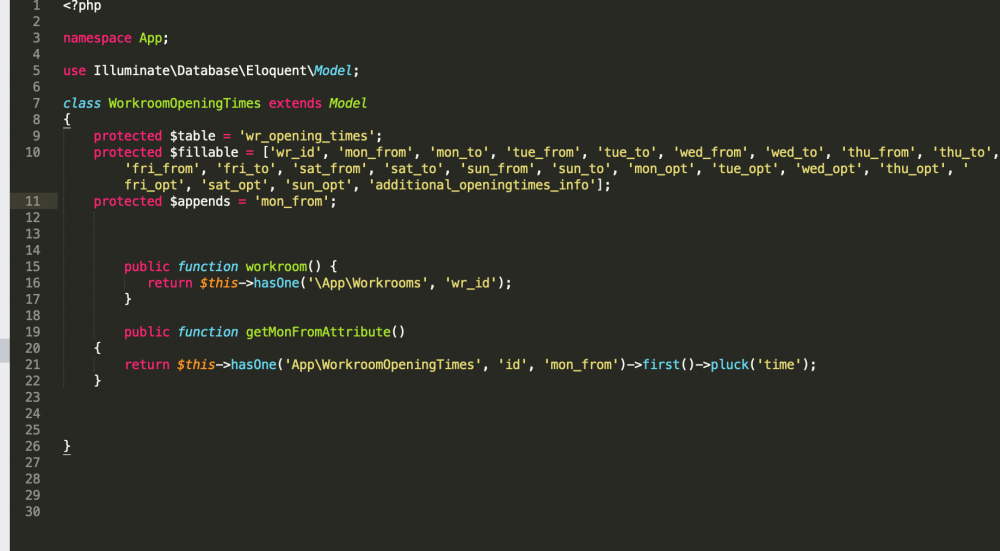 1 <?php
2
3 namespace App;
4
5 use Illuminate\Database\Eloquent\Model;
6
7 class WorkroomOpeningTimes extends Model
8 {
9 protected $table = 'wr_opening_times';
10 protected $fillable = ['wr_id', 'mon_from', 'mon_to', 'tue_from', 'tue_to', 'wed_from', 'wed_to', 'thu_from', 'thu_to',
'fri_from', 'fri_to', 'sat_from', 'sat_to', 'sun_from', 'sun_to', 'mon_opt', 'tue_opt', 'wed_opt', 'thu_opt', '
fri_opt', 'sat_opt', 'sun_opt', 'additional_openingtimes_info'];
11 protected $appends = 'mon_from';
12
13
14
15 public function workroom() {
16 return $this->hasOne('\App\Workrooms', 'wr_id');
17 }
18
19 public function getMonFromAttribute()
20 {
21 return $this->hasOne('App\WorkroomOpeningTimes', 'id', 'mon_from')->first()->pluck('time');
22 }
23
24
25
26 }
27
28
29
30